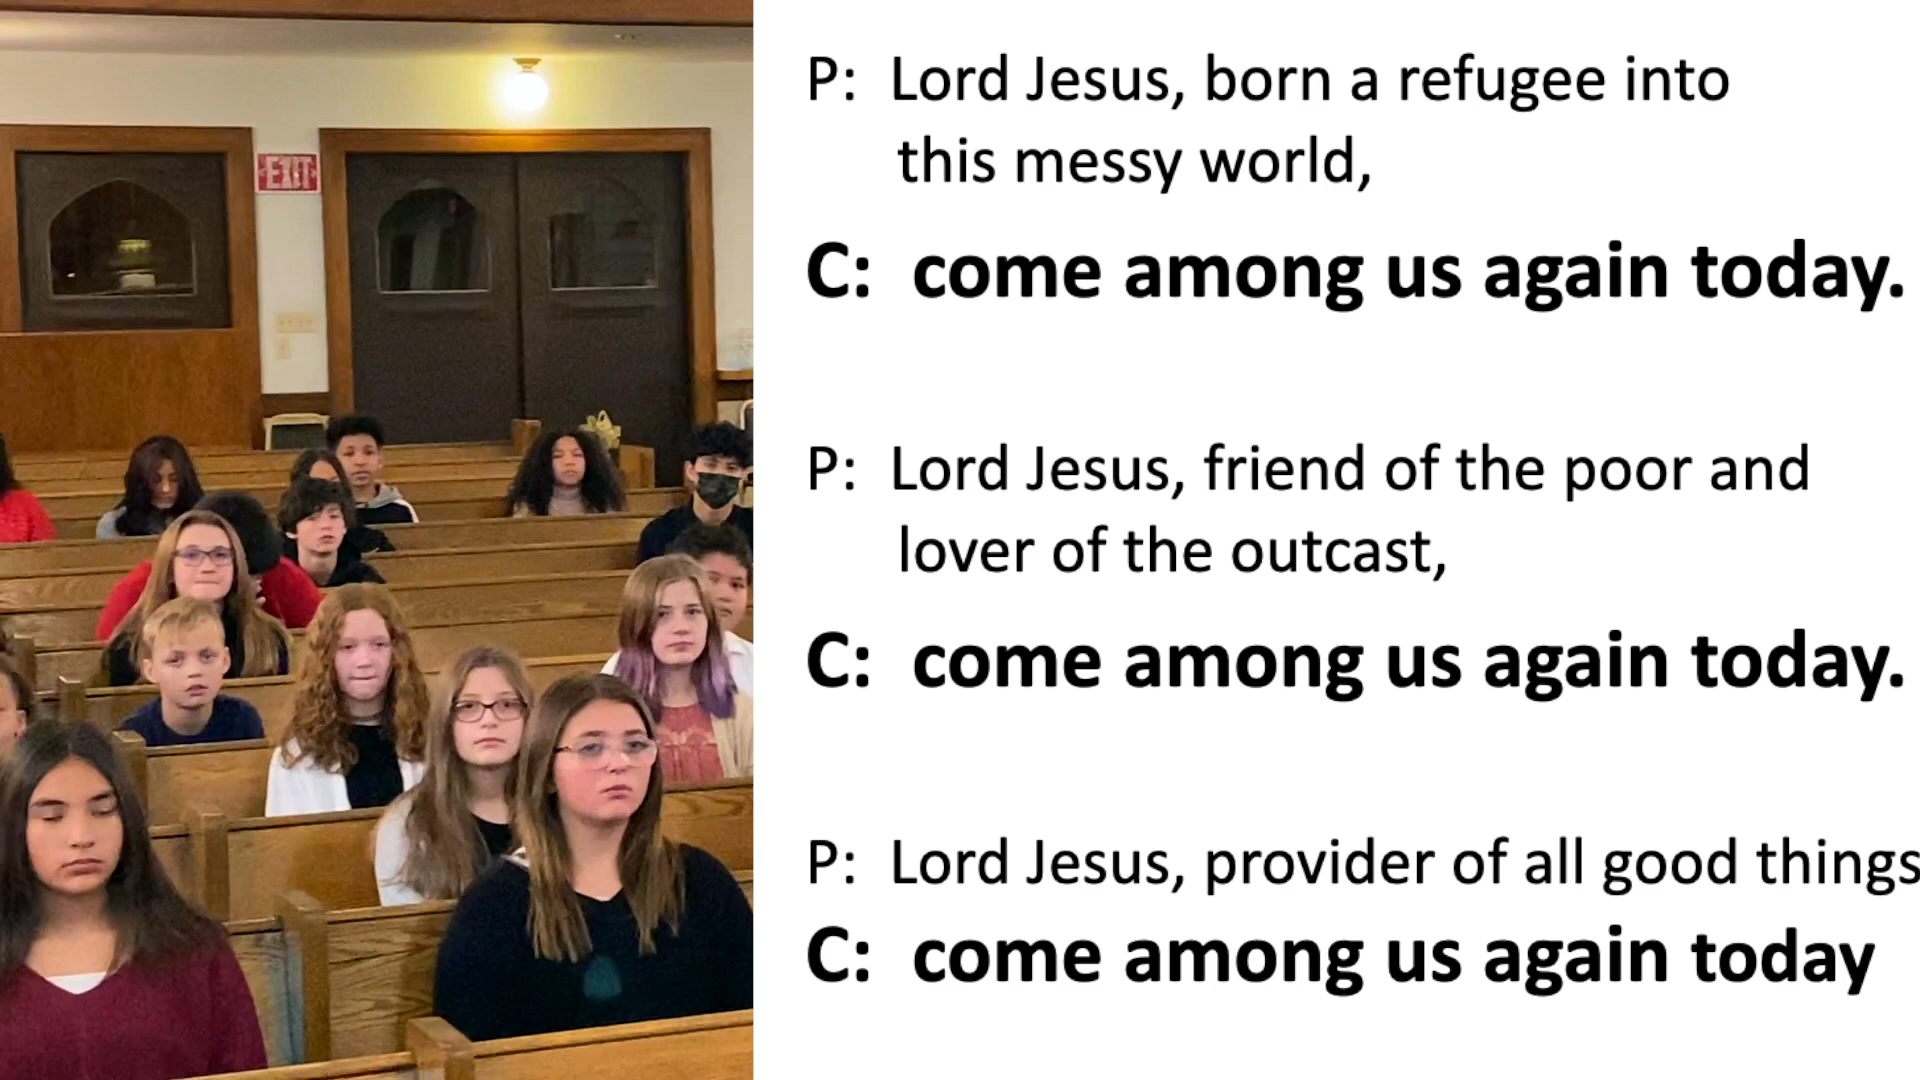 EXIT
P: Lord Jesus, born a refugee into
this messy world,
C: come among us again today.
P: Lord Jesus, friend of the poor and
lover of the outcast,
C: come among us again today.
P: Lord Jesus, provider of all good things
C: come among us again today